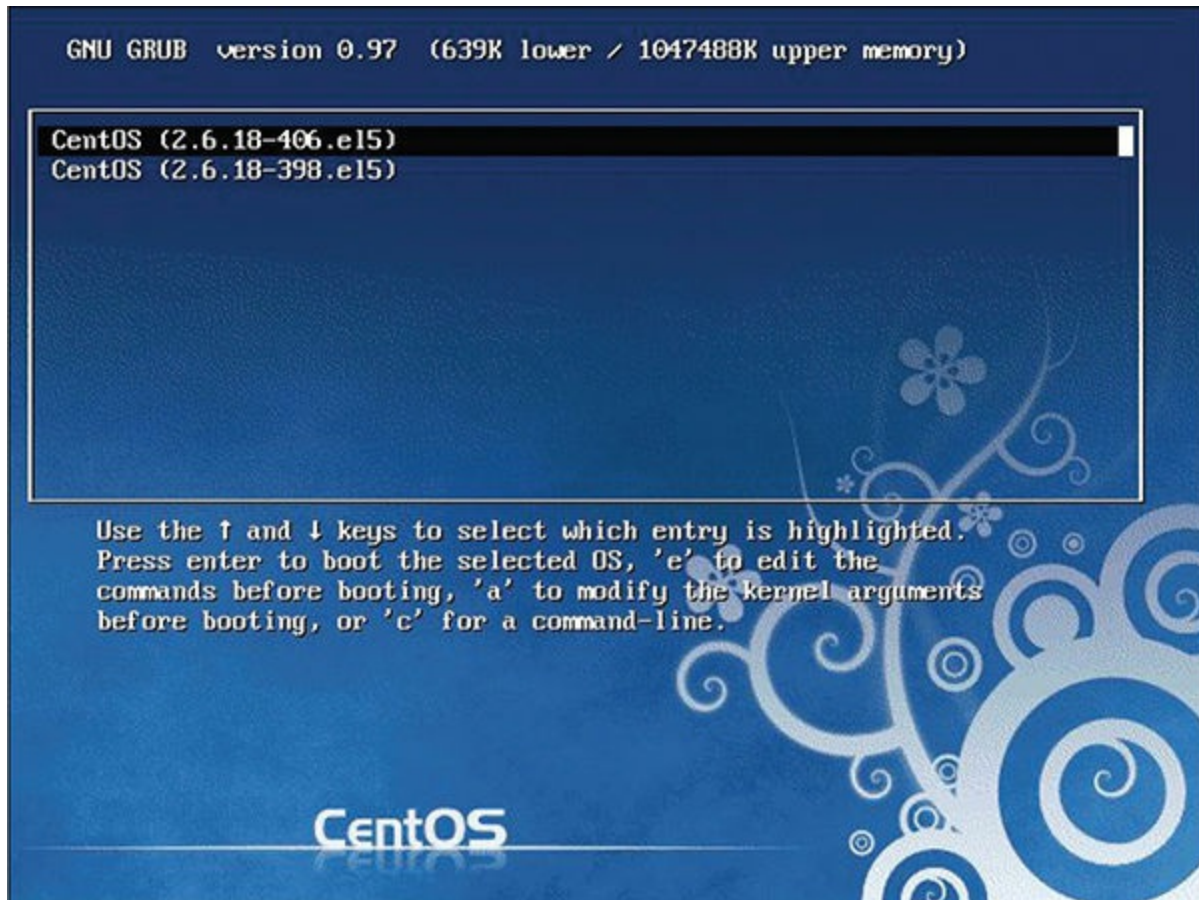 GNU GRUB version 0.97 (639K lower / 1047488K upper memory)
CentOS (2.6.18-406.el5)
CentOS (2.6.18-398.el5)
Use the ↑ and ↓ keys to select which entry is highlighted.
Press enter to boot the selected OS, 'e' to edit the
commands before booting, 'a' to modify the kernel arguments
before booting, or 'c' for a command-line.
CentOS